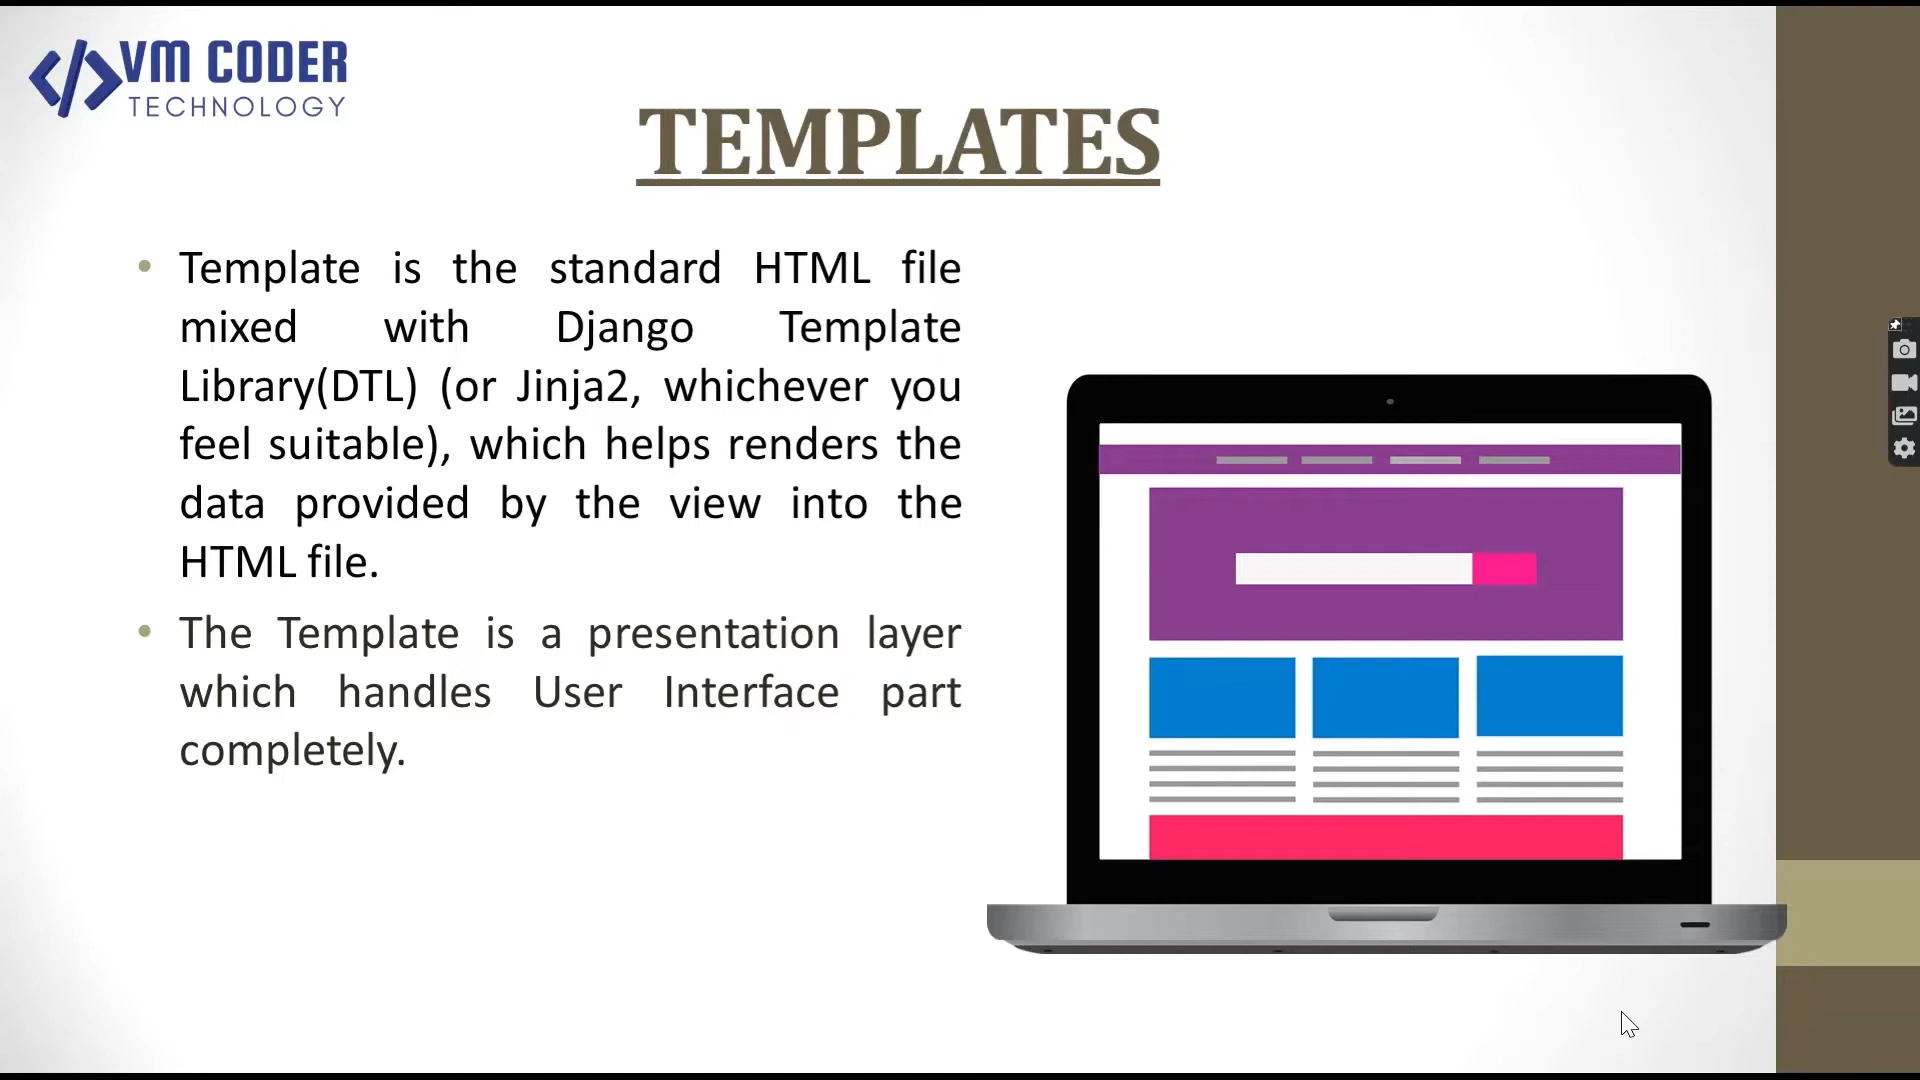 VM CODER
TECHNOLOGY
TEMPLATES
• Template is the standard HTML file
mixed with Django Template
Library(DTL) (or Jinja2, whichever you
feel suitable), which helps renders the
data provided by the view into the
HTML file.
• The Template is a presentation layer
which handles User Interface part
completely.